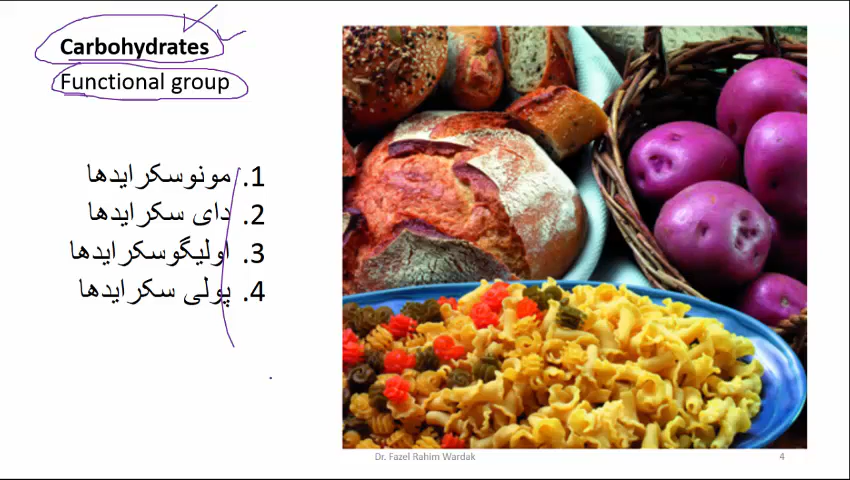 Carbohydrates
Functional group
1. مونوسکرایدها
2. دای سکرایدها
3. اولیگوسکرایدها
4. پولی سکرایدها
Dr. Fazel Rahim Wardak
4